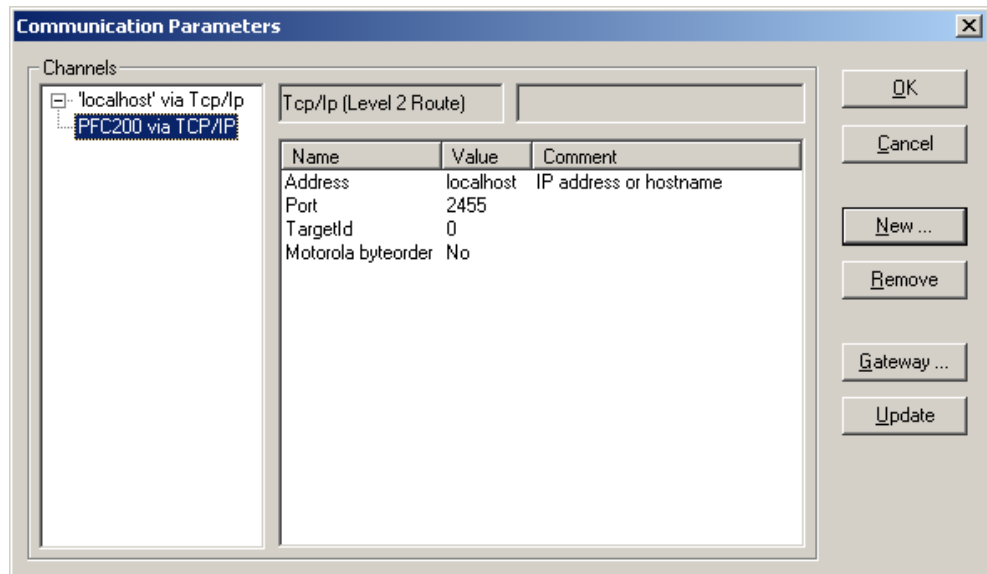 Communication Parameters
Channels
'localhost' via Tcp/Ip
PFC200 via TCP/IP
Tcp/Ip (Level 2 Route)
Name Value Comment
Address localhost IP address or hostname
Port 2455
TargetId 0
Motorola byteorder No
OK
Cancel
New ...
Remove
Gateway ...
Update